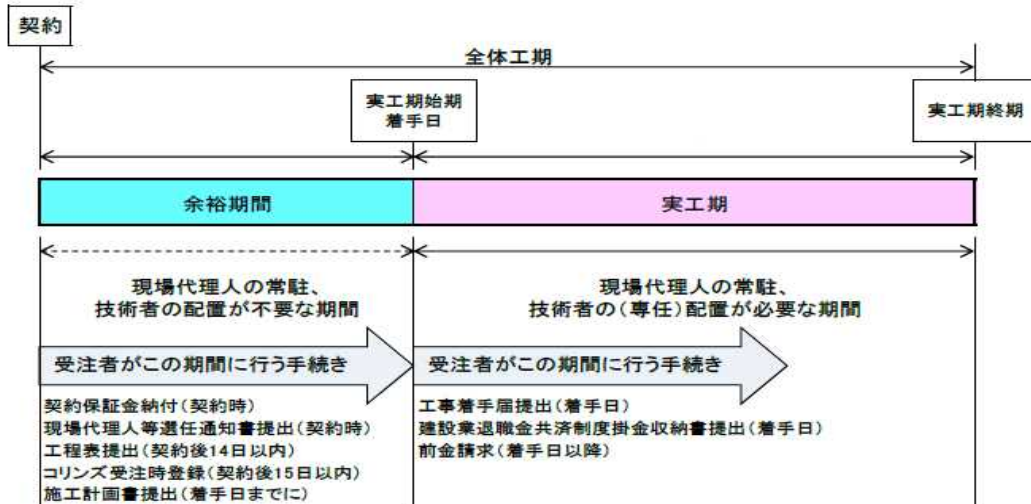 契約
全体工期
実工期始期
着手日
実工期終期
余裕期間
実工期
現場代理人の常駐、
技術者の配置が不要な期間
現場代理人の常駐、
技術者の(専任)配置が必要な期間
受注者がこの期間に行う手続き
受注者がこの期間に行う手続き
契約保証金納付(契約時)
現場代理人等選任通知書提出(契約時)
工程表提出(契約後14日以内)
コリンズ受注時登録(契約後15日以内)
施工計画書提出(着手日までに)
工事着手届提出(着手日)
建設業退職金共済制度掛金収納書提出(着手日)
前金請求(着手日以降)